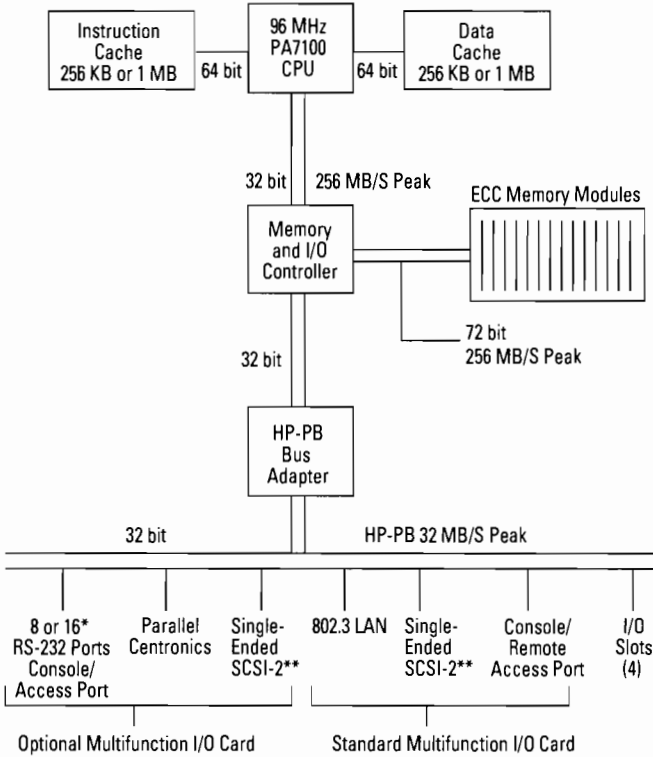 Instruction
Cache
256 KB or 1 MB
64 bit
96 MHz
PA7100
CPU
64 bit
Data
Cache
256 KB or 1 MB
32 bit
256 MB/S Peak
ECC Memory Modules
Memory
and I/O
Controller
72 bit
256 MB/S Peak
32 bit
HP-PB
Bus
Adapter
32 bit
HP-PB 32 MB/S Peak
8 or 16*
RS-232 Ports
Console/
Access Port
Parallel
Centronics
Single-
Ended
SCSI-2**
802.3 LAN
Single-
Ended
SCSI-2**
Console/
Remote
Access Port
I/O
Slots
(4)
Optional Multifunction I/O Card
Standard Multifunction I/O Card